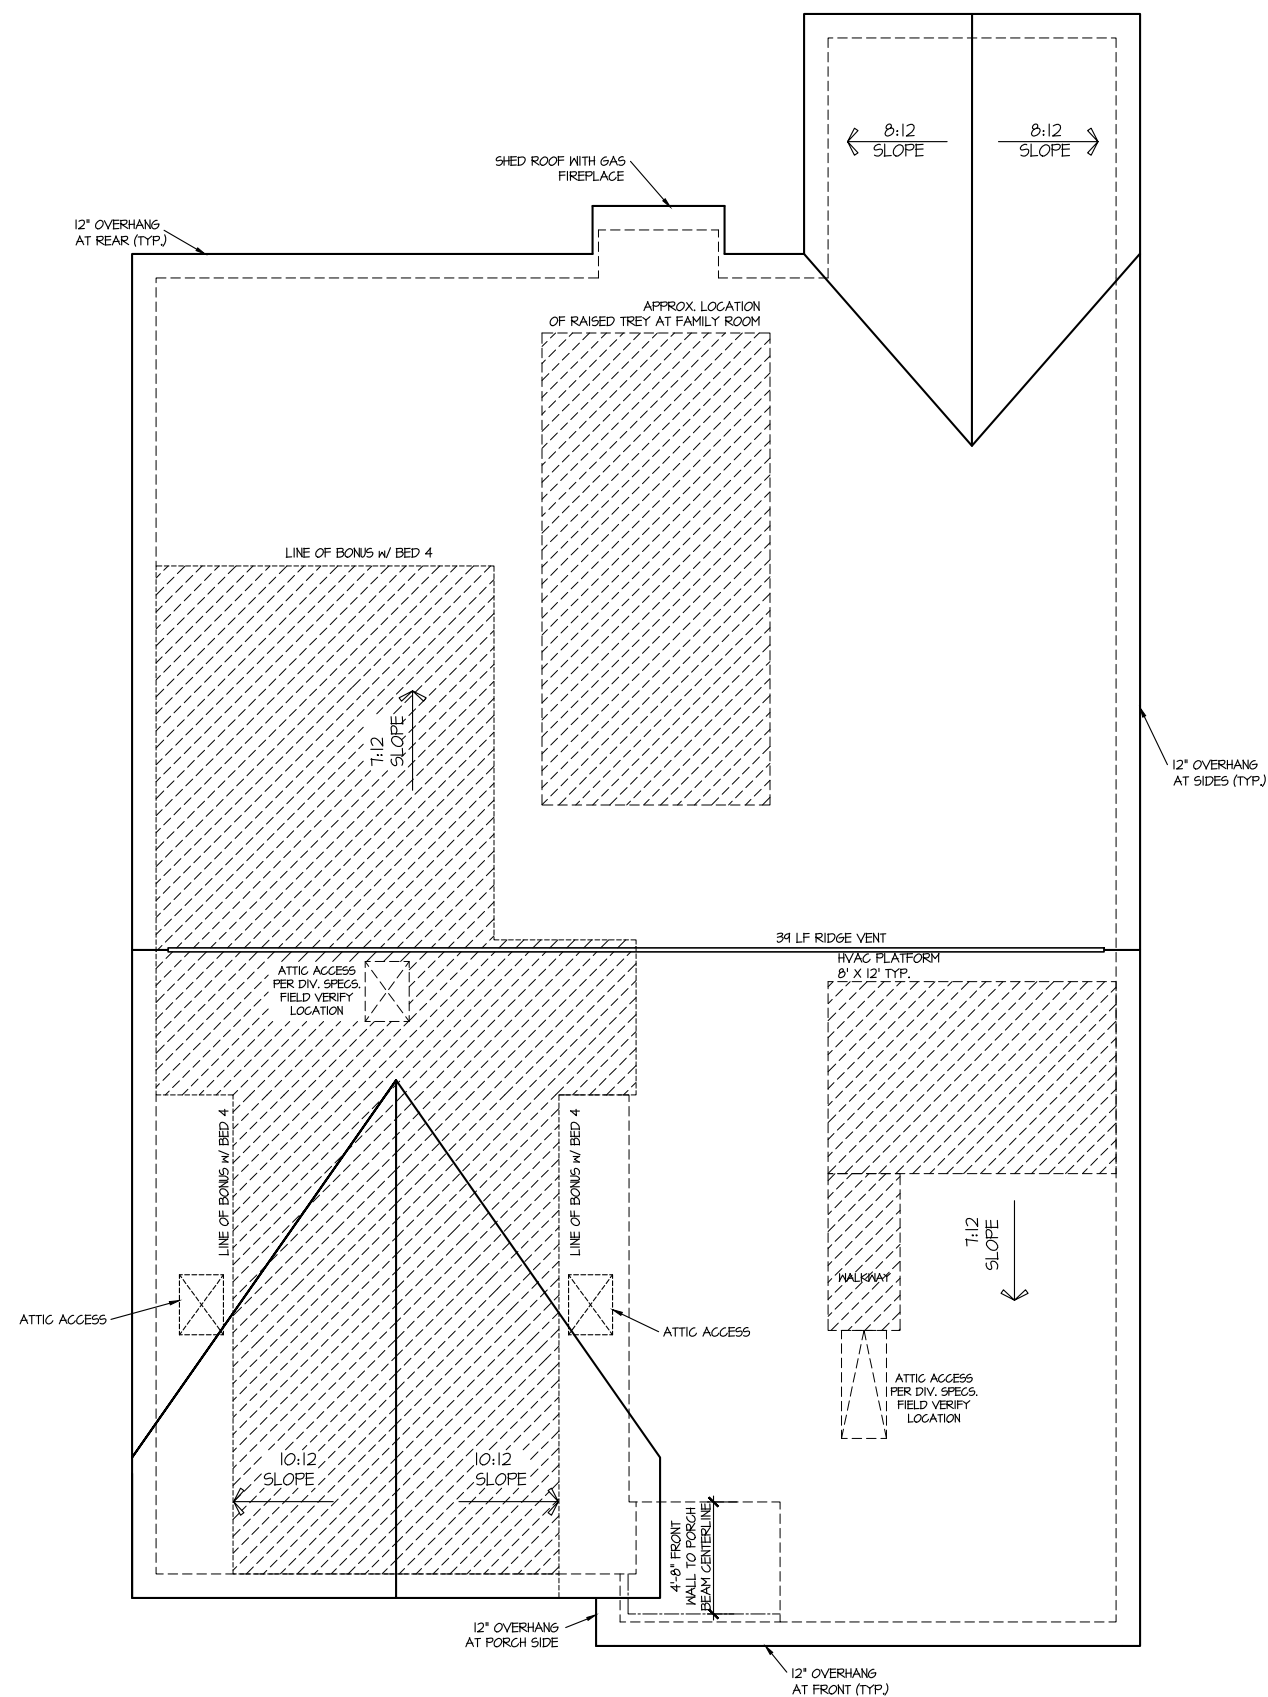 8:12
SLOPE
8:12
SLOPE
SHED ROOF WITH GAS
FIREPLACE
12" OVERHANG
AT REAR (TYP.)
APPROX. LOCATION
OF RAISED TREY AT FAMILY ROOM
LINE OF BONUS w/ BED 4
7:12
SLOPE
12" OVERHANG
AT SIDES (TYP.)
39 LF RIDGE VENT
HVAC PLATFORM
8' X 12' TYP.
ATTIC ACCESS
PER DIV. SPECS.
FIELD VERIFY
LOCATION
LINE OF BONUS w/ BED 4
LINE OF BONUS w/ BED 4
7:12
SLOPE
WALKWAY
ATTIC ACCESS
ATTIC ACCESS
ATTIC ACCESS
PER DIV. SPECS.
FIELD VERIFY
LOCATION
10:12
SLOPE
10:12
SLOPE
4'-8" FRONT
WALL TO PORCH
BEAM CENTERLINE
12" OVERHANG
AT PORCH SIDE
12" OVERHANG
AT FRONT (TYP.)